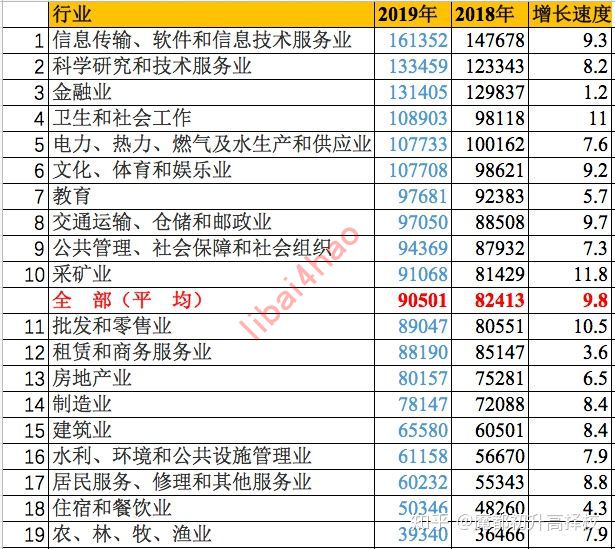 行业 2019年 2018年 增长速度
1 信息传输、软件和信息技术服务业 161352 147678 9.3
2 科学研究和技术服务业 133459 123343 8.2
3 金融业 131405 129837 1.2
4 卫生和社会工作 108903 98118 11
5 电力、热力、燃气及水生产和供应业 107733 100162 7.6
6 文化、体育和娱乐业 107708 98621 9.2
7 教育 97681 92383 5.7
8 交通运输、仓储和邮政业 97050 88508 9.7
9 公共管理、社会保障和社会组织 94369 87932 7.3
10 采矿业 91068 81429 11.8
全 部（平 均） 90501 82413 9.8
11 批发和零售业 89047 80551 10.5
12 租赁和商务服务业 88190 85147 3.6
13 房地产业 80157 75281 6.5
14 制造业 78147 72088 8.4
15 建筑业 65580 60501 8.4
16 水利、环境和公共设施管理业 61158 56670 7.9
17 居民服务、修理和其他服务业 60232 55343 8.8
18 住宿和餐饮业 50346 48260 4.3
19 农、林、牧、渔业 39340 36466 7.9
libai4hao
知乎 @魔都初升高择校